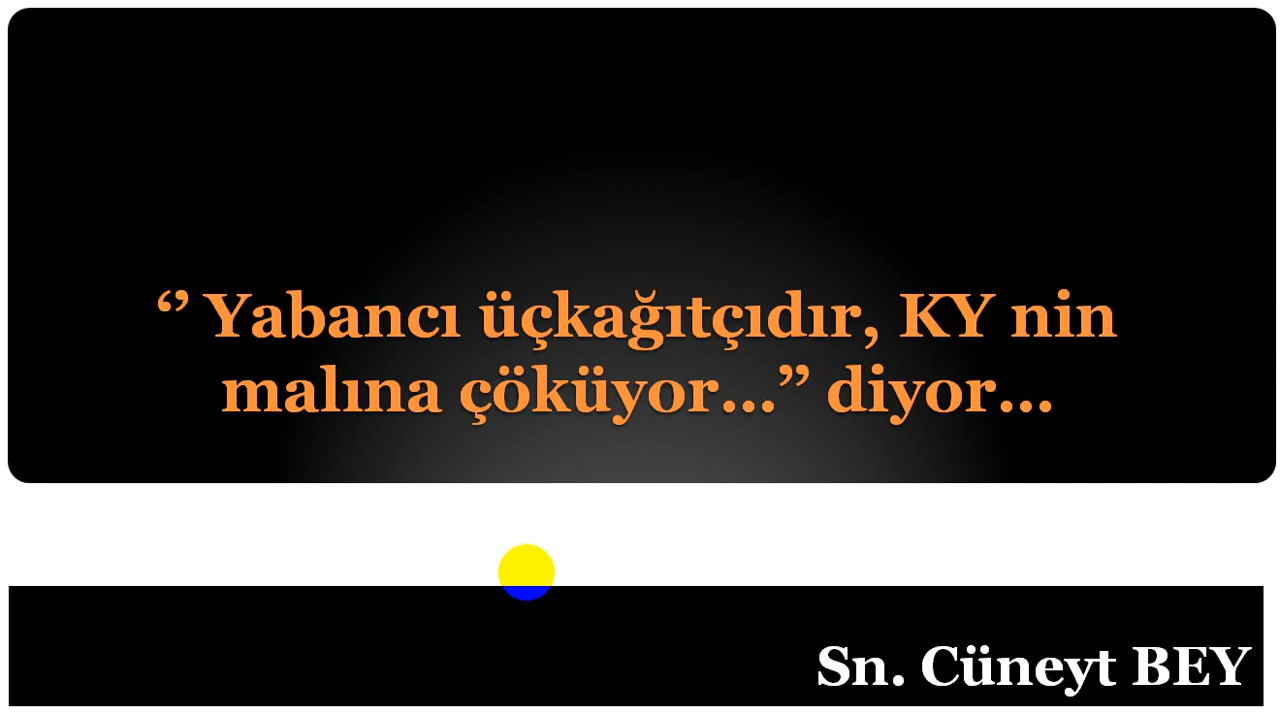 ‘’ Yabancı üçkağıtçıdır, KY nin
malına çöküyor…’’ diyor…
Sn. Cüneyt BEY